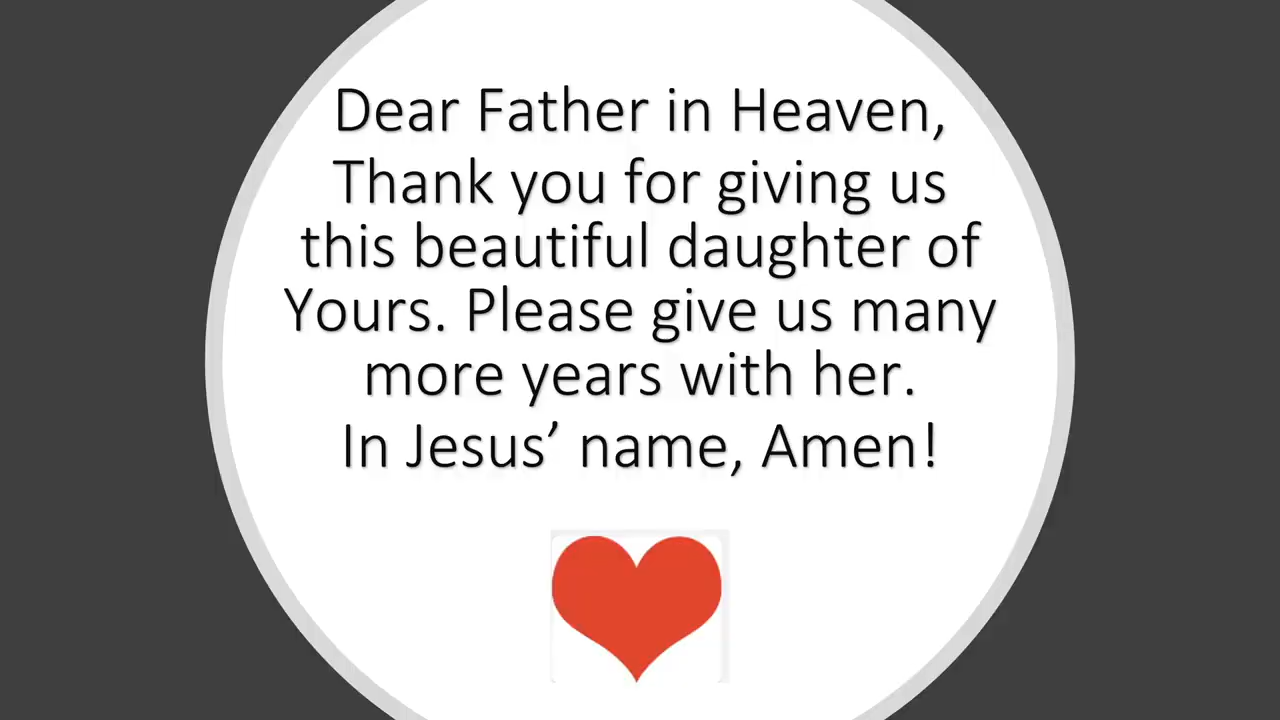 Dear Father in Heaven,
Thank you for giving us
this beautiful daughter of
Yours. Please give us many
more years with her.
In Jesus’ name, Amen!